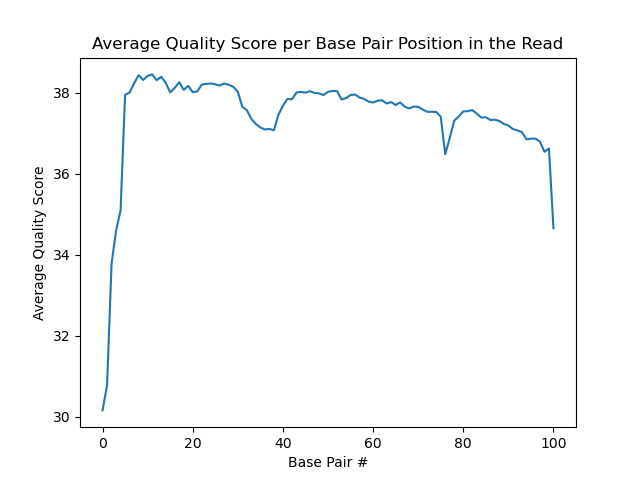 Average Quality Score per Base Pair Position in the Read
Average Quality Score
38
36
34
32
30
0 20 40 60 80 100
Base Pair #